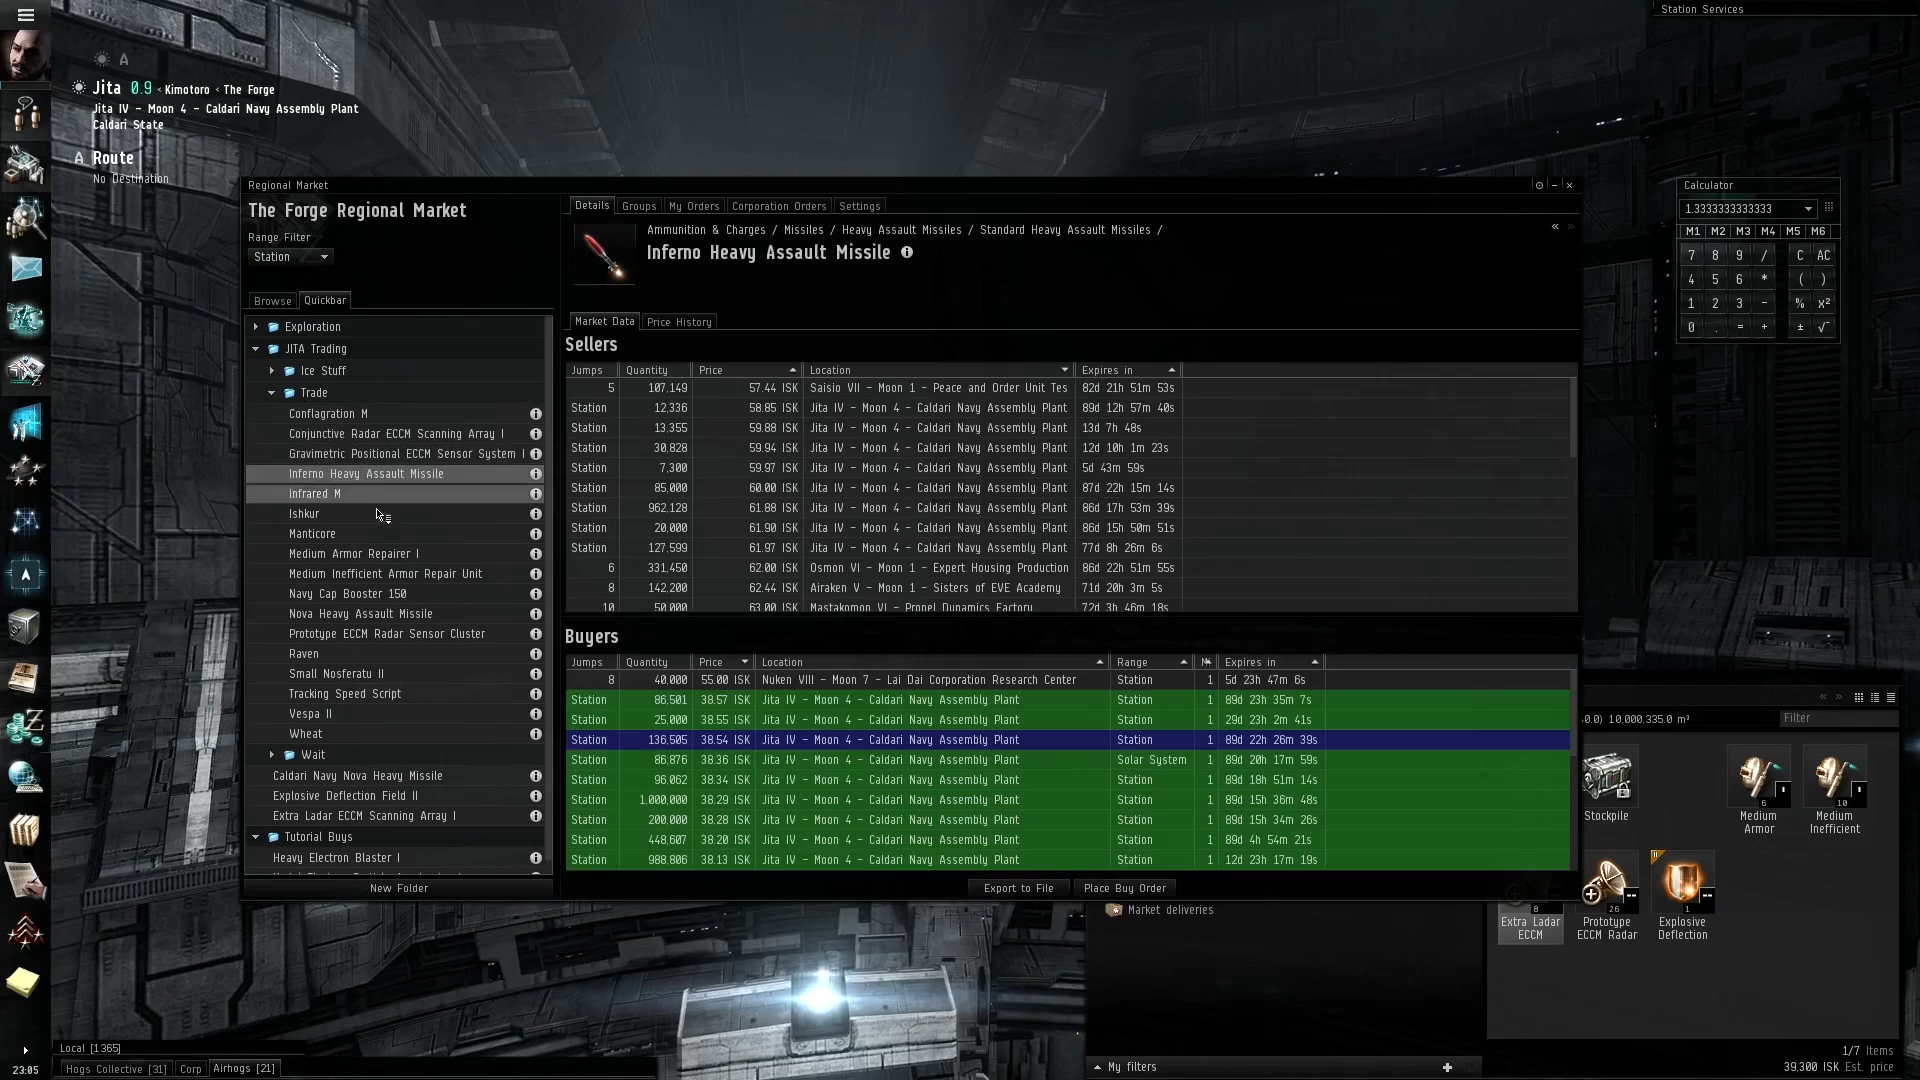 Station Services
A
Jita 0.9 < Kimotoro < The Forge
Jita IV - Moon 4 - Caldari Navy Assembly Plant
Caldari State
A Route
No Destination
Regional Market
The Forge Regional Market
Range Filter
Station
Browse Quickbar
Exploration
JITA Trading
Ice Stuff
Trade
Conflagration M
Conjunctive Radar ECCM Scanning Array I
Gravimetric Positional ECCM Sensor System I
Inferno Heavy Assault Missile
Infrared M
Ishkur
Manticore
Medium Armor Repairer I
Medium Inefficient Armor Repair Unit
Navy Cap Booster 150
Nova Heavy Assault Missile
Prototype ECCM Radar Sensor Cluster
Raven
Small Nosferatu II
Tracking Speed Script
Vespa II
Wheat
Wait
Caldari Navy Nova Heavy Missile
Explosive Deflection Field II
Extra Ladar ECCM Scanning Array I
Tutorial Buys
Heavy Electron Blaster I
New Folder
Details Groups My Orders Corporation Orders Settings
Ammunition & Charges / Missiles / Heavy Assault Missiles / Standard Heavy Assault Missiles /
Inferno Heavy Assault Missile
Market Data Price History
Sellers
Jumps Quantity Price Location Expires in
5 107,149 57.44 ISK Saisio VII - Moon 1 - Peace and Order Unit Tes 82d 21h 51m 53s
Station 12,336 58.85 ISK Jita IV - Moon 4 - Caldari Navy Assembly Plant 89d 12h 57m 40s
Station 13,355 59.88 ISK Jita IV - Moon 4 - Caldari Navy Assembly Plant 13d 7h 48s
Station 30,828 59.94 ISK Jita IV - Moon 4 - Caldari Navy Assembly Plant 12d 10h 1m 23s
Station 7,300 59.97 ISK Jita IV - Moon 4 - Caldari Navy Assembly Plant 5d 43m 59s
Station 85,000 60.00 ISK Jita IV - Moon 4 - Caldari Navy Assembly Plant 87d 22h 15m 14s
Station 962,128 61.88 ISK Jita IV - Moon 4 - Caldari Navy Assembly Plant 86d 17h 53m 39s
Station 20,000 61.90 ISK Jita IV - Moon 4 - Caldari Navy Assembly Plant 86d 15h 50m 51s
Station 127,599 61.97 ISK Jita IV - Moon 4 - Caldari Navy Assembly Plant 77d 8h 26m 6s
6 331,450 62.00 ISK Osmon VI - Moon 1 - Expert Housing Production 86d 22h 51m 55s
8 142,200 62.44 ISK Airaken V - Moon 1 - Sisters of EVE Academy 71d 20h 3m 5s
10 50,000 63.00 ISK Mastakomon VI - Propel Dynamics Factory 72d 3h 46m 18s
Buyers
Jumps Quantity Price Location Range Expires in
8 40,000 55.00 ISK Nuken VIII - Moon 7 - Lai Dai Corporation Research Center Station 1 5d 23h 47m 6s
Station 86,501 38.57 ISK Jita IV - Moon 4 - Caldari Navy Assembly Plant Station 1 89d 23h 35m 7s
Station 25,000 38.55 ISK Jita IV - Moon 4 - Caldari Navy Assembly Plant Station 1 29d 23h 2m 41s
Station 136,505 38.54 ISK Jita IV - Moon 4 - Caldari Navy Assembly Plant Station 1 89d 22h 26m 39s
Station 86,876 38.36 ISK Jita IV - Moon 4 - Caldari Navy Assembly Plant Solar System 1 89d 20h 17m 59s
Station 96,062 38.34 ISK Jita IV - Moon 4 - Caldari Navy Assembly Plant Station 1 89d 18h 51m 14s
Station 1,000,000 38.29 ISK Jita IV - Moon 4 - Caldari Navy Assembly Plant Station 1 89d 15h 36m 48s
Station 200,000 38.28 ISK Jita IV - Moon 4 - Caldari Navy Assembly Plant Station 1 89d 15h 34m 26s
Station 448,607 38.20 ISK Jita IV - Moon 4 - Caldari Navy Assembly Plant Station 1 89d 4h 54m 21s
Station 988,806 38.13 ISK Jita IV - Moon 4 - Caldari Navy Assembly Plant Station 1 12d 23h 17m 19s
Export to File Place Buy Order
Calculator
1.3333333333333
M1 M2 M3 M4 M5 M6
7 8 9 / C AC
4 5 6 * ( )
1 2 3 - % x²
0 . = + ± √
0.0) 10,000,335.0 m³ Filter
Stockpile
6
Medium
Armor
10
Medium
Inefficient
8
Extra Ladar
ECCM
26
Prototype
ECCM Radar
1
Explosive
Deflection
Market deliveries
My filters
1/7 Items
39,300 ISK Est. price
Local [1365]
Hogs Collective [31] Corp Airhogs [21]
23:05